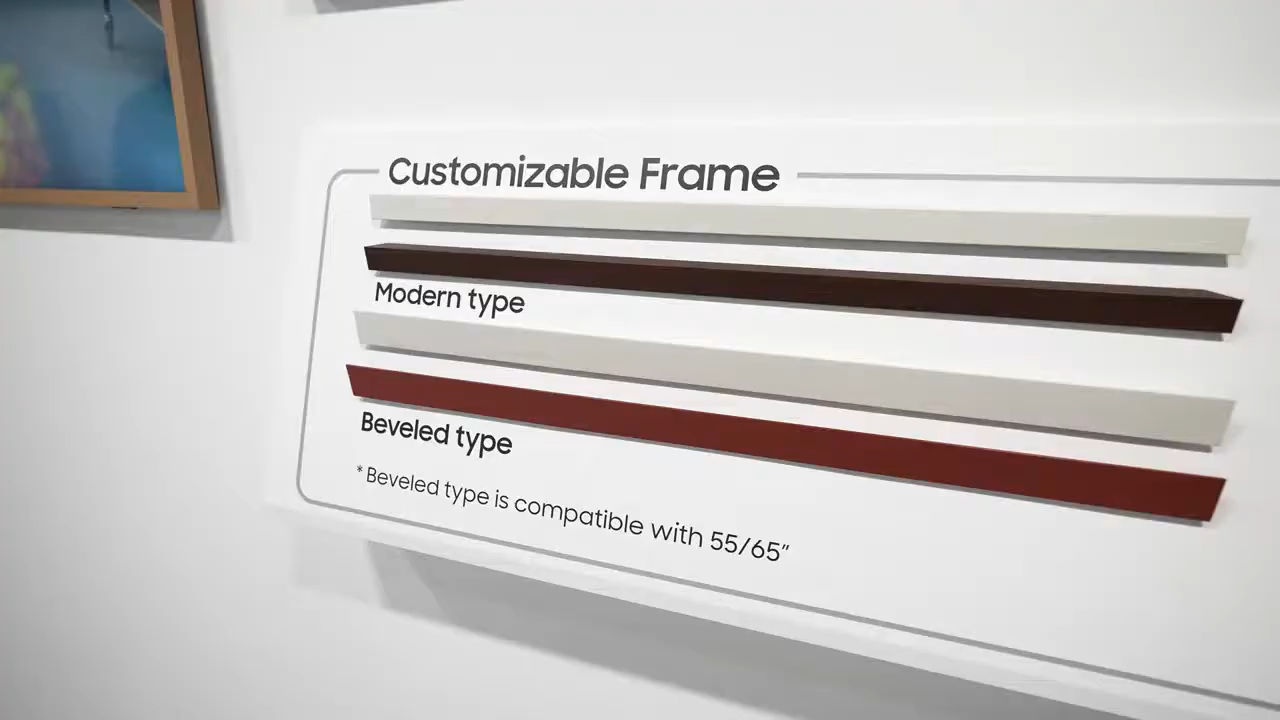 Customizable Frame
Modern type
Beveled type
* Beveled type is compatible with 55/65"